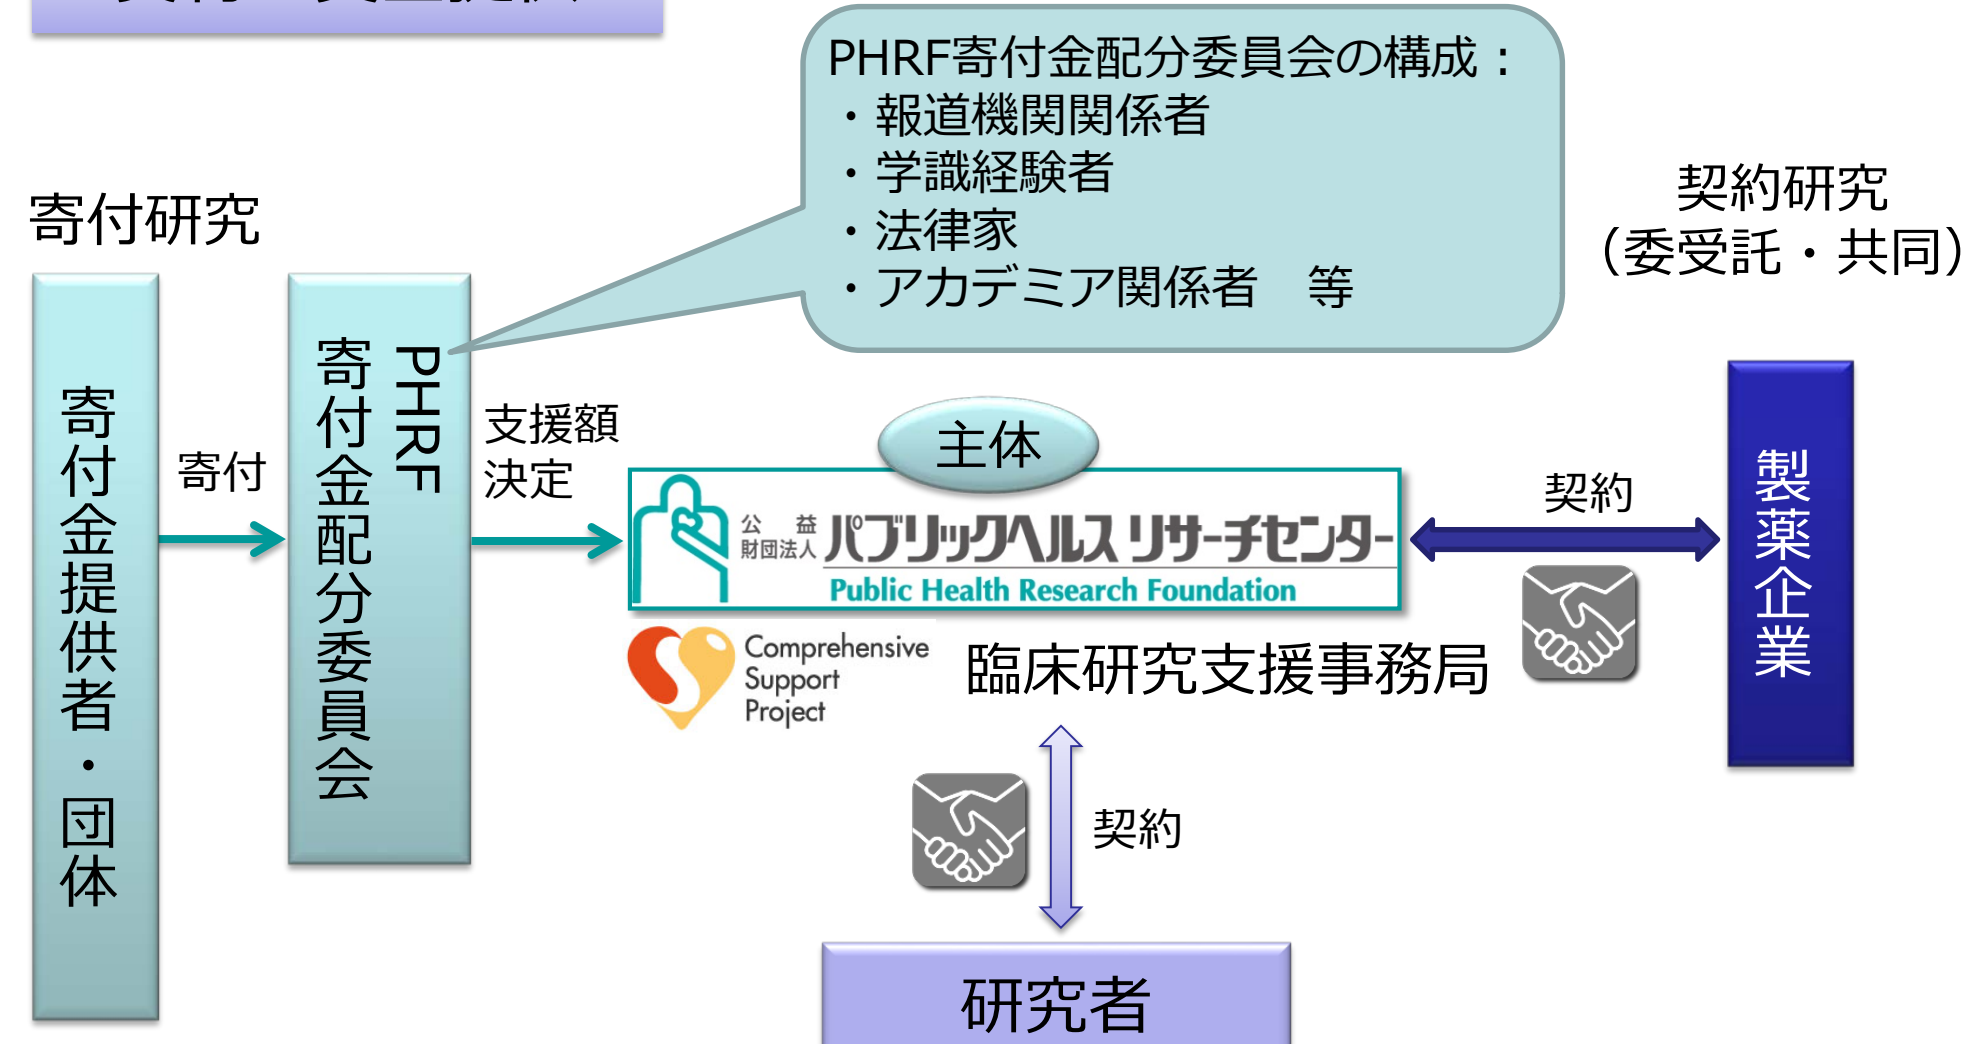 PHRF寄付金配分委員会の構成：
・報道機関関係者
・学識経験者
・法律家
・アカデミア関係者　等
寄付研究
契約研究
（委受託・共同）
寄付金提供者・団体
寄付
PHRF
寄付金配分委員会
支援額
決定
主体
公益
財団法人
パブリックヘルス リサーチセンター
Public Health Research Foundation
Comprehensive
Support
Project
臨床研究支援事務局
契約
製薬企業
契約
研究者